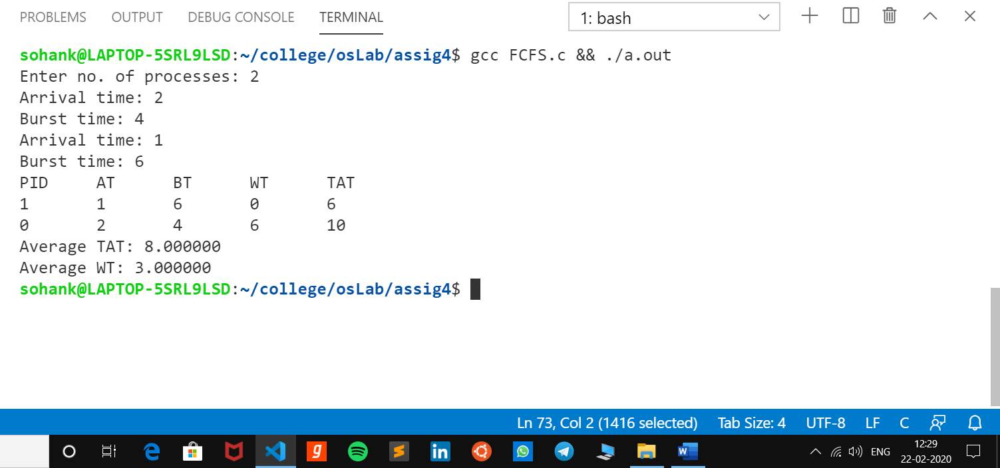 PROBLEMS OUTPUT DEBUG CONSOLE TERMINAL 1: bash
sohank@LAPTOP-5SRL9LSD:~/college/osLab/assig4$ gcc FCFS.c && ./a.out
Enter no. of processes: 2
Arrival time: 2
Burst time: 4
Arrival time: 1
Burst time: 6
PID AT BT WT TAT
1 1 6 0 6
0 2 4 6 10
Average TAT: 8.000000
Average WT: 3.000000
sohank@LAPTOP-5SRL9LSD:~/college/osLab/assig4$
Ln 73, Col 2 (1416 selected) Tab Size: 4 UTF-8 LF C
g in W ENG 12:29
22-02-2020